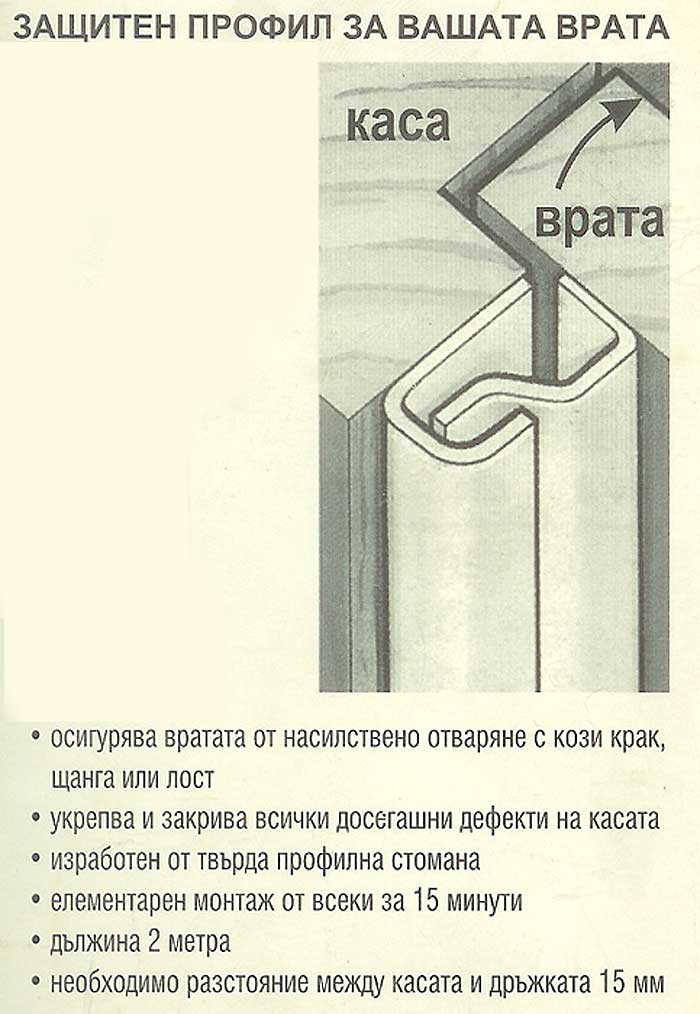 ЗАЩИТЕН ПРОФИЛ ЗА ВАШАТА ВРАТА
каса
врата
• осигурява вратата от насилствено отваряне с кози крак,
щанга или лост
• укрепва и закрива всички досегашни дефекти на касата
• изработен от твърда профилна стомана
• елементарен монтаж от всеки за 15 минути
• дължина 2 метра
• необходимо разстояние между касата и дръжката 15 мм